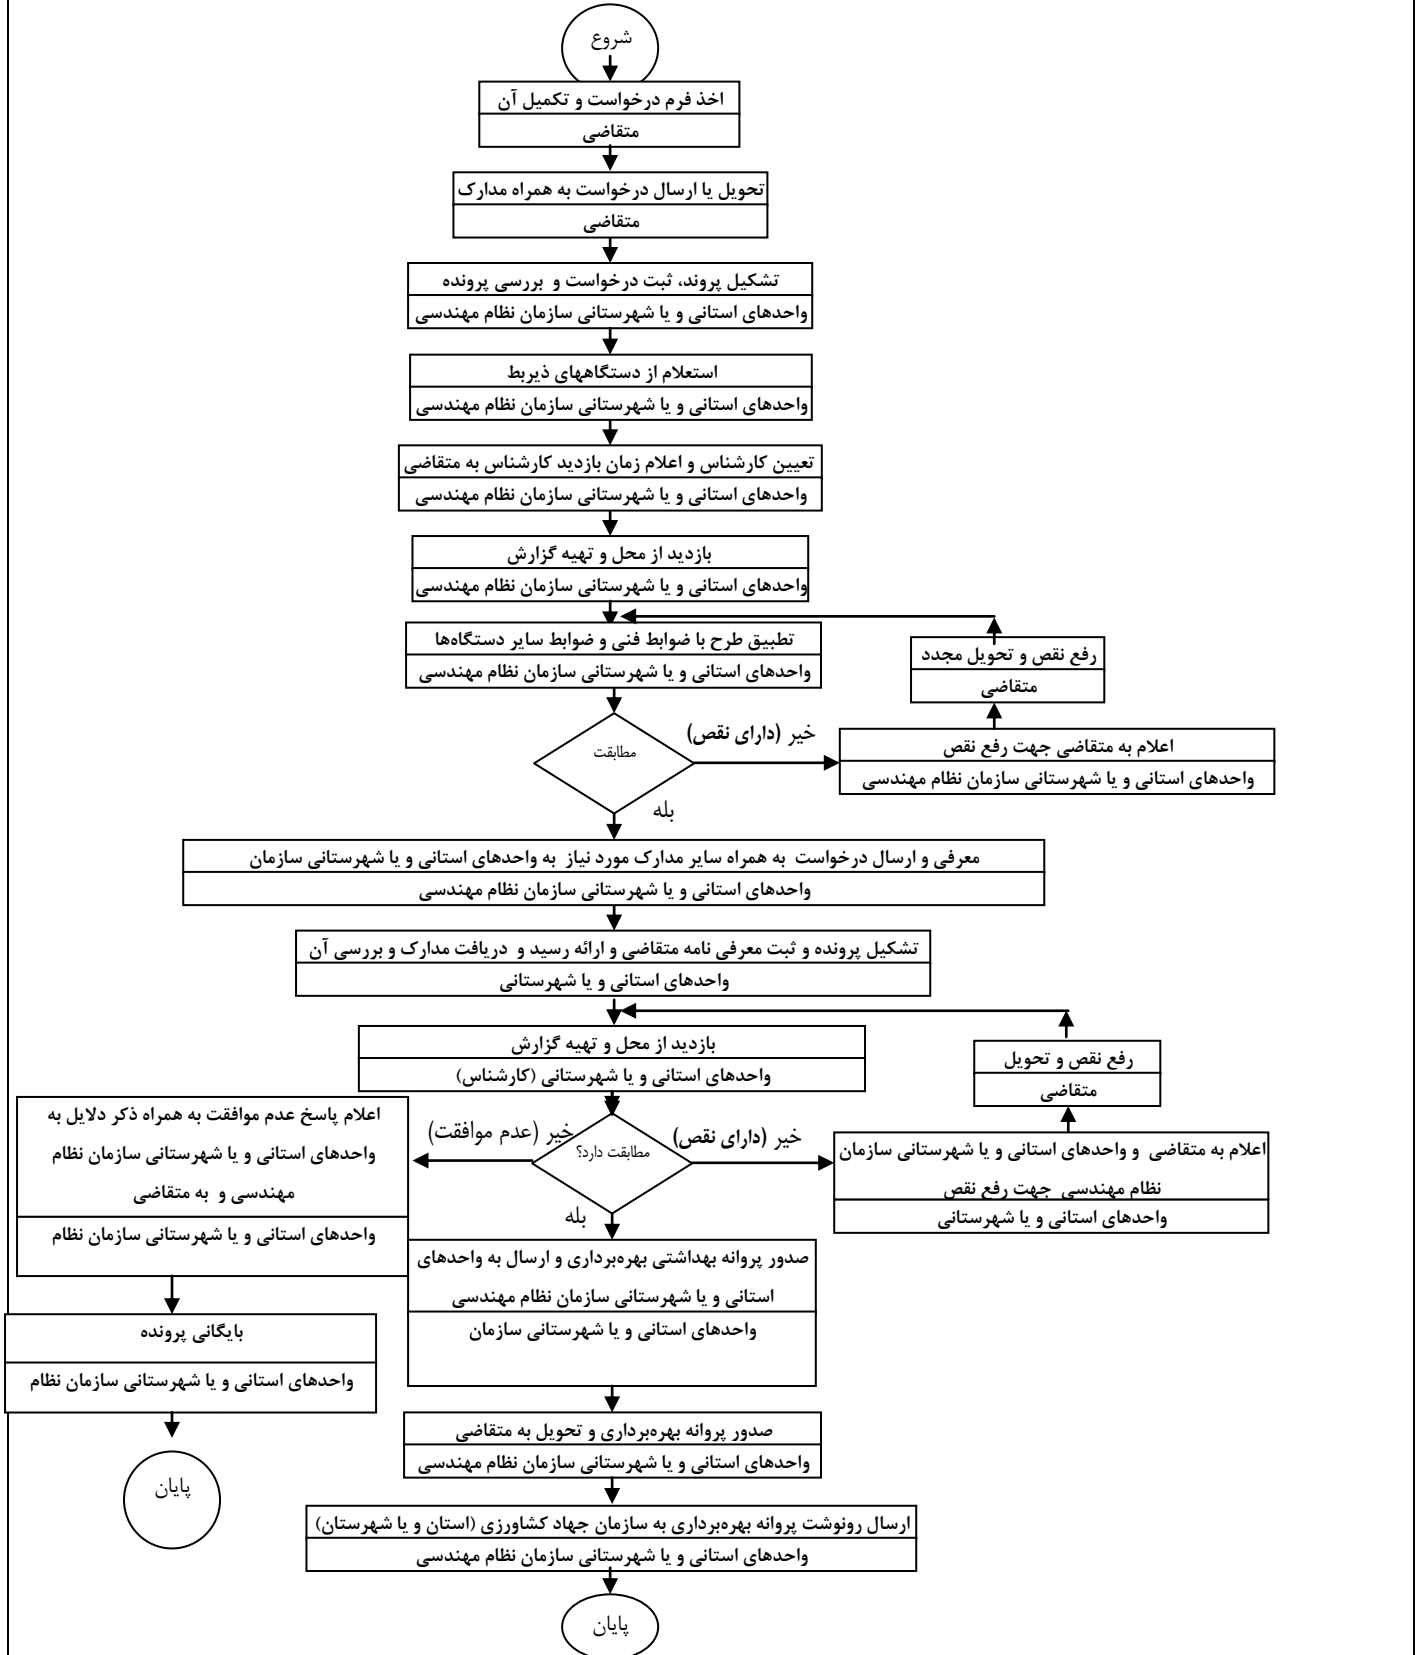 شروع
اخذ فرم درخواست و تکمیل آن
متقاضی
تحویل یا ارسال درخواست به همراه مدارک
متقاضی
تشکیل پروند، ثبت درخواست و بررسی پرونده
واحدهای استانی و یا شهرستانی سازمان نظام مهندسی
استعلام از دستگاههای ذیربط
واحدهای استانی و یا شهرستانی سازمان نظام مهندسی
تعیین کارشناس و اعلام زمان بازدید کارشناس به متقاضی
واحدهای استانی و یا شهرستانی سازمان نظام مهندسی
بازدید از محل و تهیه گزارش
واحدهای استانی و یا شهرستانی سازمان نظام مهندسی
تطبیق طرح با ضوابط فنی و ضوابط سایر دستگاه‌ها
واحدهای استانی و یا شهرستانی سازمان نظام مهندسی
رفع نقص و تحویل مجدد
متقاضی
مطابقت
خیر (دارای نقص)
اعلام به متقاضی جهت رفع نقص
واحدهای استانی و یا شهرستانی سازمان نظام مهندسی
بله
معرفی و ارسال درخواست به همراه سایر مدارک مورد نیاز به واحدهای استانی و یا شهرستانی سازمان
واحدهای استانی و یا شهرستانی سازمان نظام مهندسی
تشکیل پرونده و ثبت معرفی نامه متقاضی و ارائه رسید و دریافت مدارک و بررسی آن
واحدهای استانی و یا شهرستانی
بازدید از محل و تهیه گزارش
واحدهای استانی و یا شهرستانی (کارشناس)
رفع نقص و تحویل
متقاضی
مطابقت دارد؟
خیر (دارای نقص)
اعلام به متقاضی و واحدهای استانی و یا شهرستانی سازمان
نظام مهندسی جهت رفع نقص
واحدهای استانی و یا شهرستانی
خیر (عدم موافقت)
اعلام پاسخ عدم موافقت به همراه ذکر دلایل به
واحدهای استانی و یا شهرستانی سازمان نظام
مهندسی و به متقاضی
واحدهای استانی و یا شهرستانی سازمان نظام
بایگانی پرونده
واحدهای استانی و یا شهرستانی سازمان نظام
پایان
بله
صدور پروانه بهداشتی بهره‌برداری و ارسال به واحدهای
استانی و یا شهرستانی سازمان نظام مهندسی
واحدهای استانی و یا شهرستانی سازمان
صدور پروانه بهره‌برداری و تحویل به متقاضی
واحدهای استانی و یا شهرستانی سازمان نظام مهندسی
ارسال رونوشت پروانه بهره‌برداری به سازمان جهاد کشاورزی (استان و یا شهرستان)
واحدهای استانی و یا شهرستانی سازمان نظام مهندسی
پایان